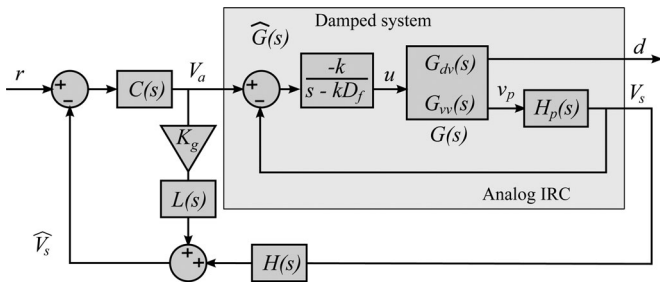 Damped system
Ĝ(s)
r
+
−
C(s)
V_a
+
−
-k
s - kD_f
u
G_dv(s)
G_vv(s)
G(s)
d
v_p
H_p(s)
V_s
K_g
L(s)
Analog IRC
V̂_s
+
+
H(s)